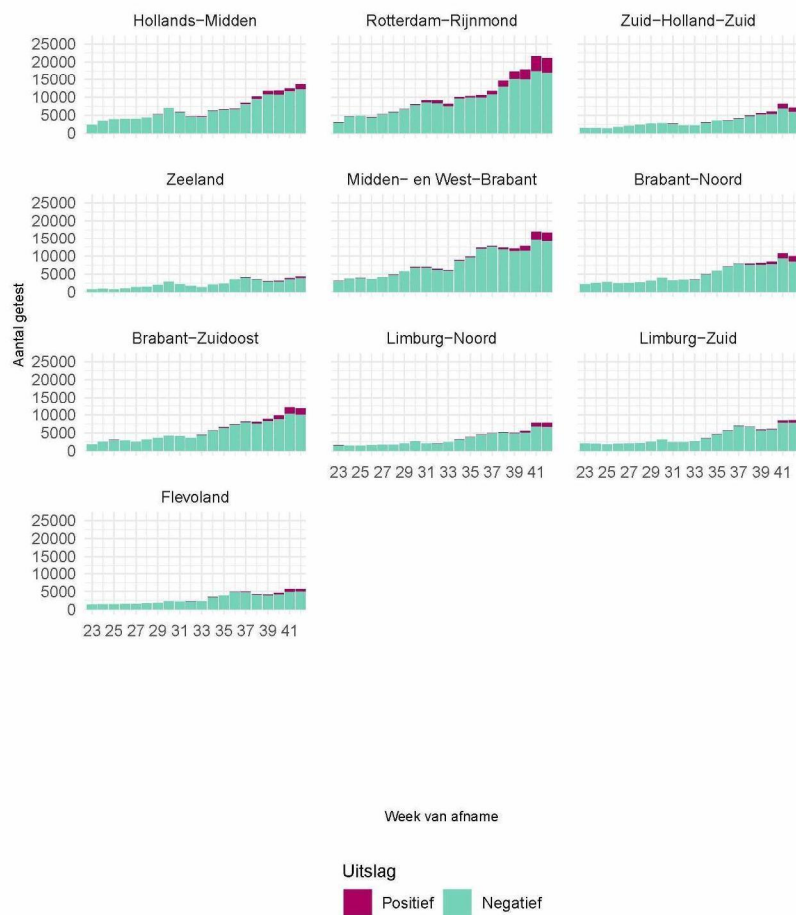 Hollands-Midden Rotterdam-Rijnmond Zuid-Holland-Zuid
25000
20000
15000
10000
5000
0
Zeeland Midden- en West-Brabant Brabant-Noord
25000
20000
15000
10000
5000
0
Aantal getest
Brabant-Zuidoost Limburg-Noord Limburg-Zuid
25000
20000
15000
10000
5000
0
23 25 27 29 31 33 35 37 39 41 23 25 27 29 31 33 35 37 39 41
Flevoland
25000
20000
15000
10000
5000
0
23 25 27 29 31 33 35 37 39 41
Week van afname
Uitslag
Positief Negatief